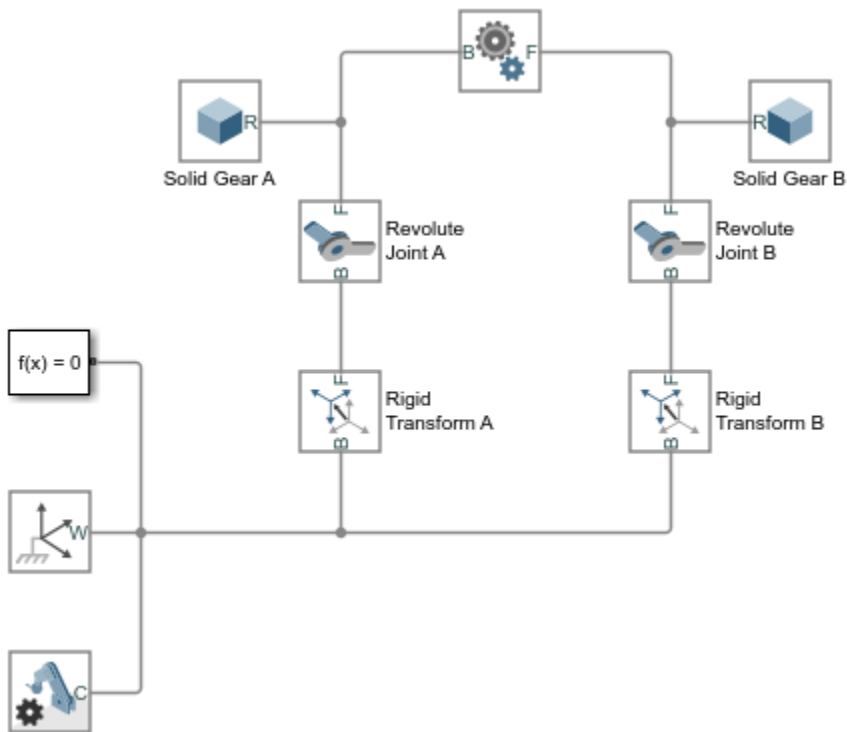 B F
R
R
Solid Gear A
Solid Gear B
F
F
Revolute
Joint A
Revolute
Joint B
B
B
f(x) = 0
F
F
Rigid
Transform A
Rigid
Transform B
B
B
W
C